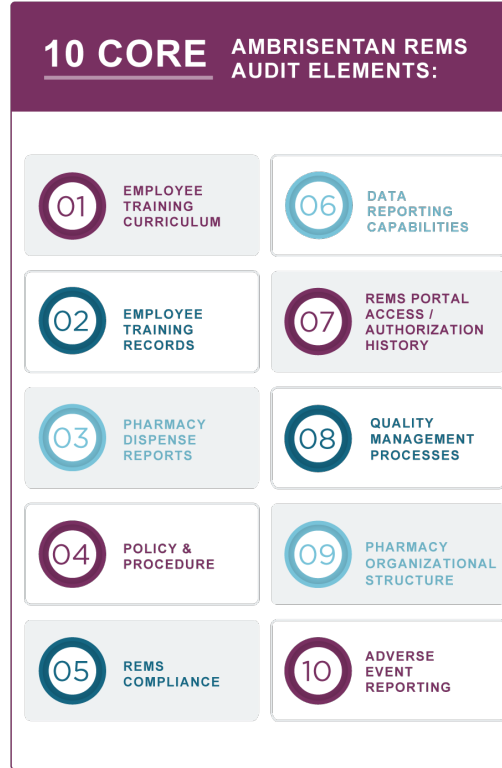 10 CORE
AMBRISENTAN REMS
AUDIT ELEMENTS:
01
EMPLOYEE
TRAINING
CURRICULUM
02
EMPLOYEE
TRAINING
RECORDS
03
PHARMACY
DISPENSE
REPORTS
04
POLICY &
PROCEDURE
05
REMS
COMPLIANCE
06
DATA
REPORTING
CAPABILITIES
07
REMS PORTAL
ACCESS /
AUTHORIZATION
HISTORY
08
QUALITY
MANAGEMENT
PROCESSES
09
PHARMACY
ORGANIZATIONAL
STRUCTURE
10
ADVERSE
EVENT
REPORTING